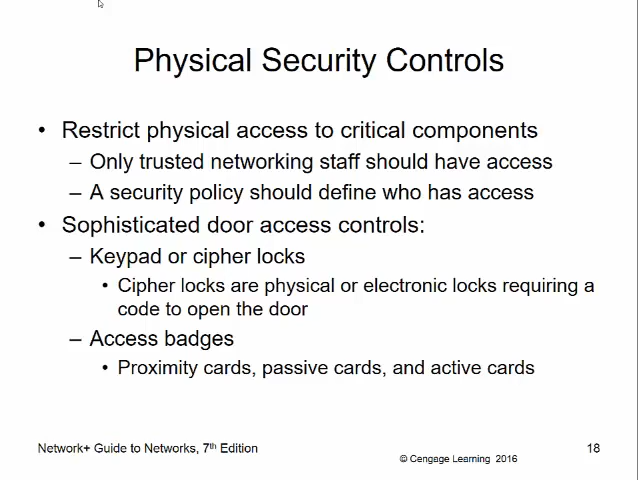 Physical Security Controls
• Restrict physical access to critical components
– Only trusted networking staff should have access
– A security policy should define who has access
• Sophisticated door access controls:
– Keypad or cipher locks
• Cipher locks are physical or electronic locks requiring a
code to open the door
– Access badges
• Proximity cards, passive cards, and active cards
Network+ Guide to Networks, 7th Edition
© Cengage Learning 2016
18